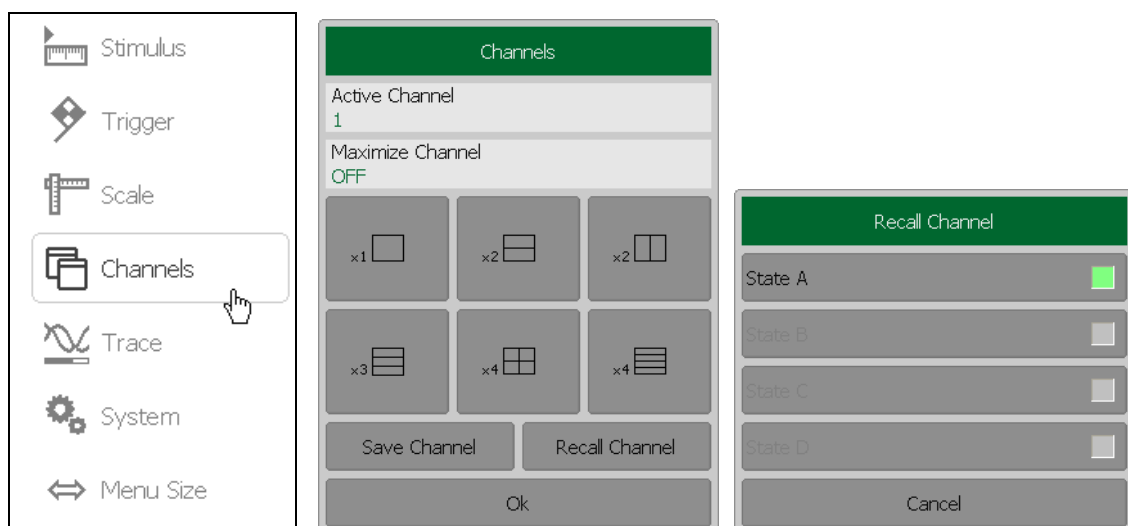 Stimulus
Trigger
Scale
Channels
Trace
System
Menu Size
Channels
Active Channel
1
Maximize Channel
OFF
x1
x2
x2
x3
x4
x4
Save Channel
Recall Channel
Ok
Recall Channel
State A
State B
State C
State D
Cancel